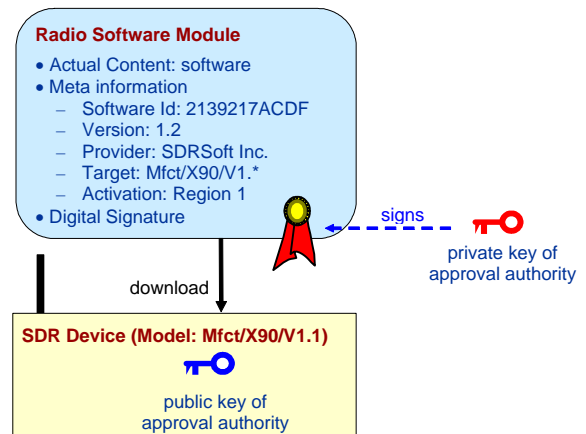 Radio Software Module
• Actual Content: software
• Meta information
– Software Id: 2139217ACDF
– Version: 1.2
– Provider: SDRSoft Inc.
– Target: Mfct/X90/V1.*
– Activation: Region 1
• Digital Signature
signs
private key of
approval authority
download
SDR Device (Model: Mfct/X90/V1.1)
public key of
approval authority